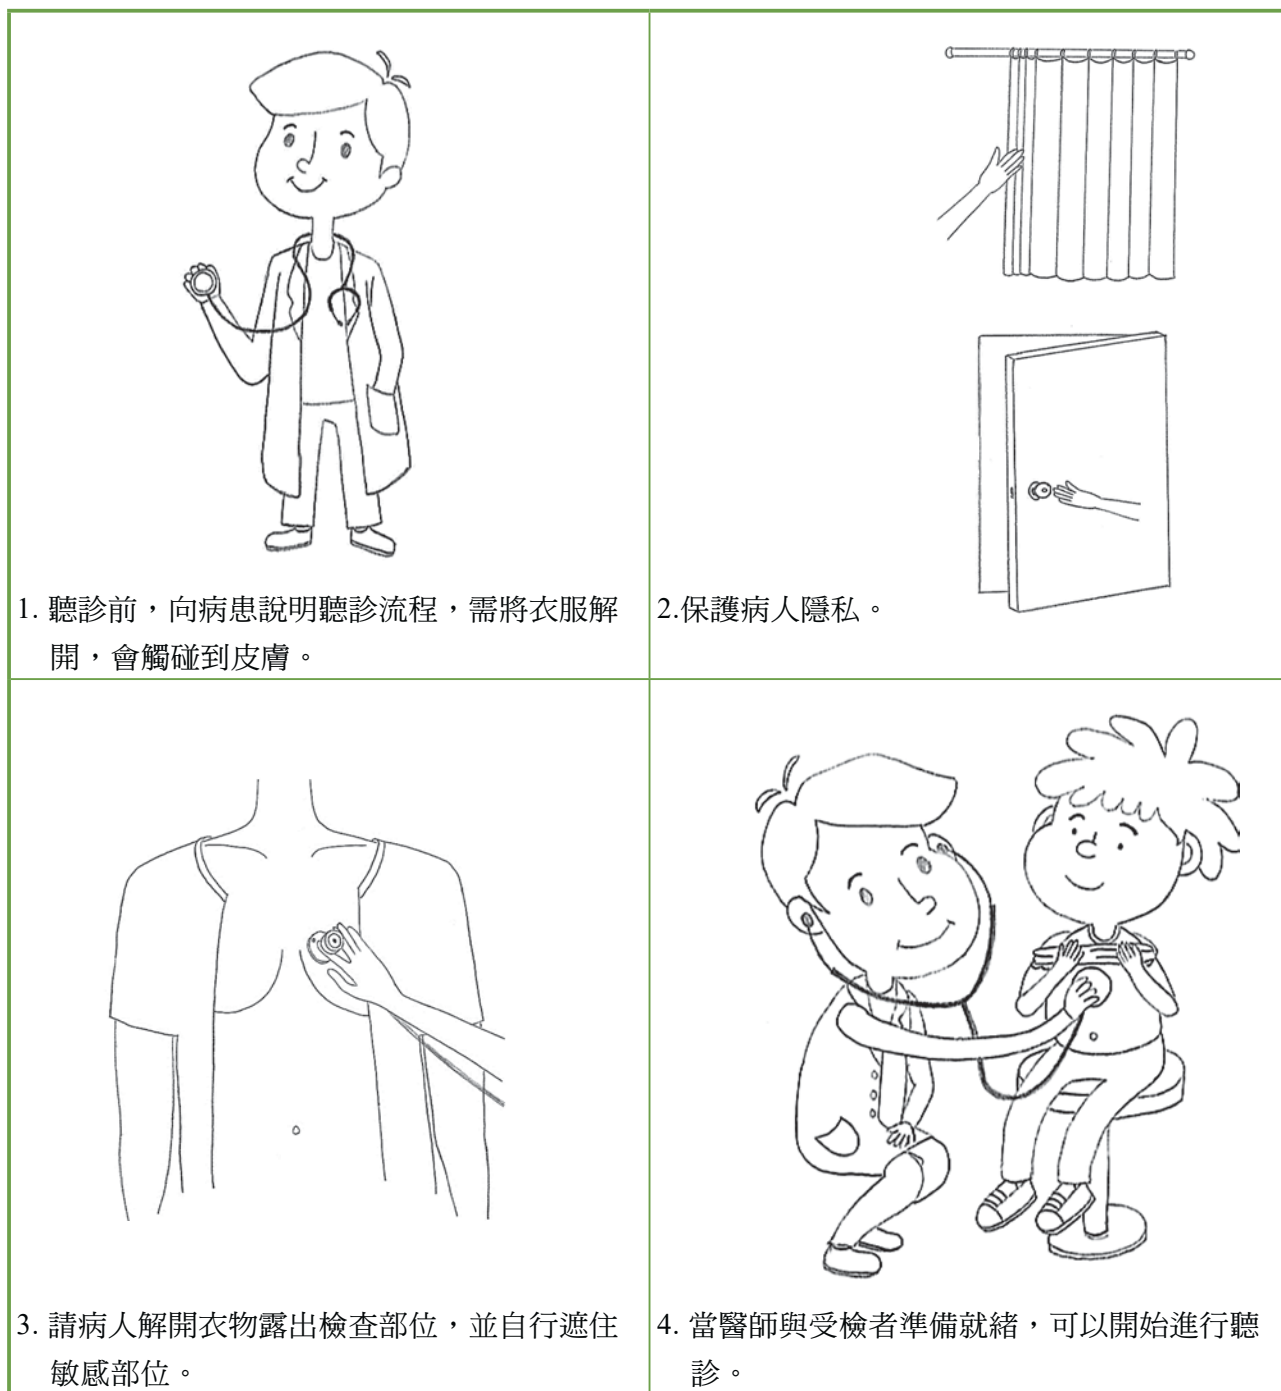 1. 聽診前，向病患說明聽診流程，需將衣服解
開，會觸碰到皮膚。
2.保護病人隱私。
3. 請病人解開衣物露出檢查部位，並自行遮住
敏感部位。
4. 當醫師與受檢者準備就緒，可以開始進行聽
診。